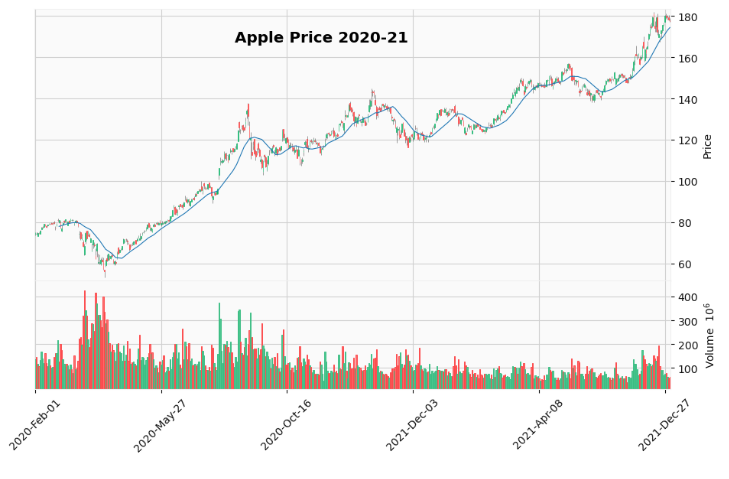 Apple Price 2020-21
180
160
140
120
100
80
60
Price
400
300
200
100
Volume 10^6
2020-Feb-01
2020-May-27
2020-Oct-16
2021-Dec-03
2021-Apr-08
2021-Dec-27